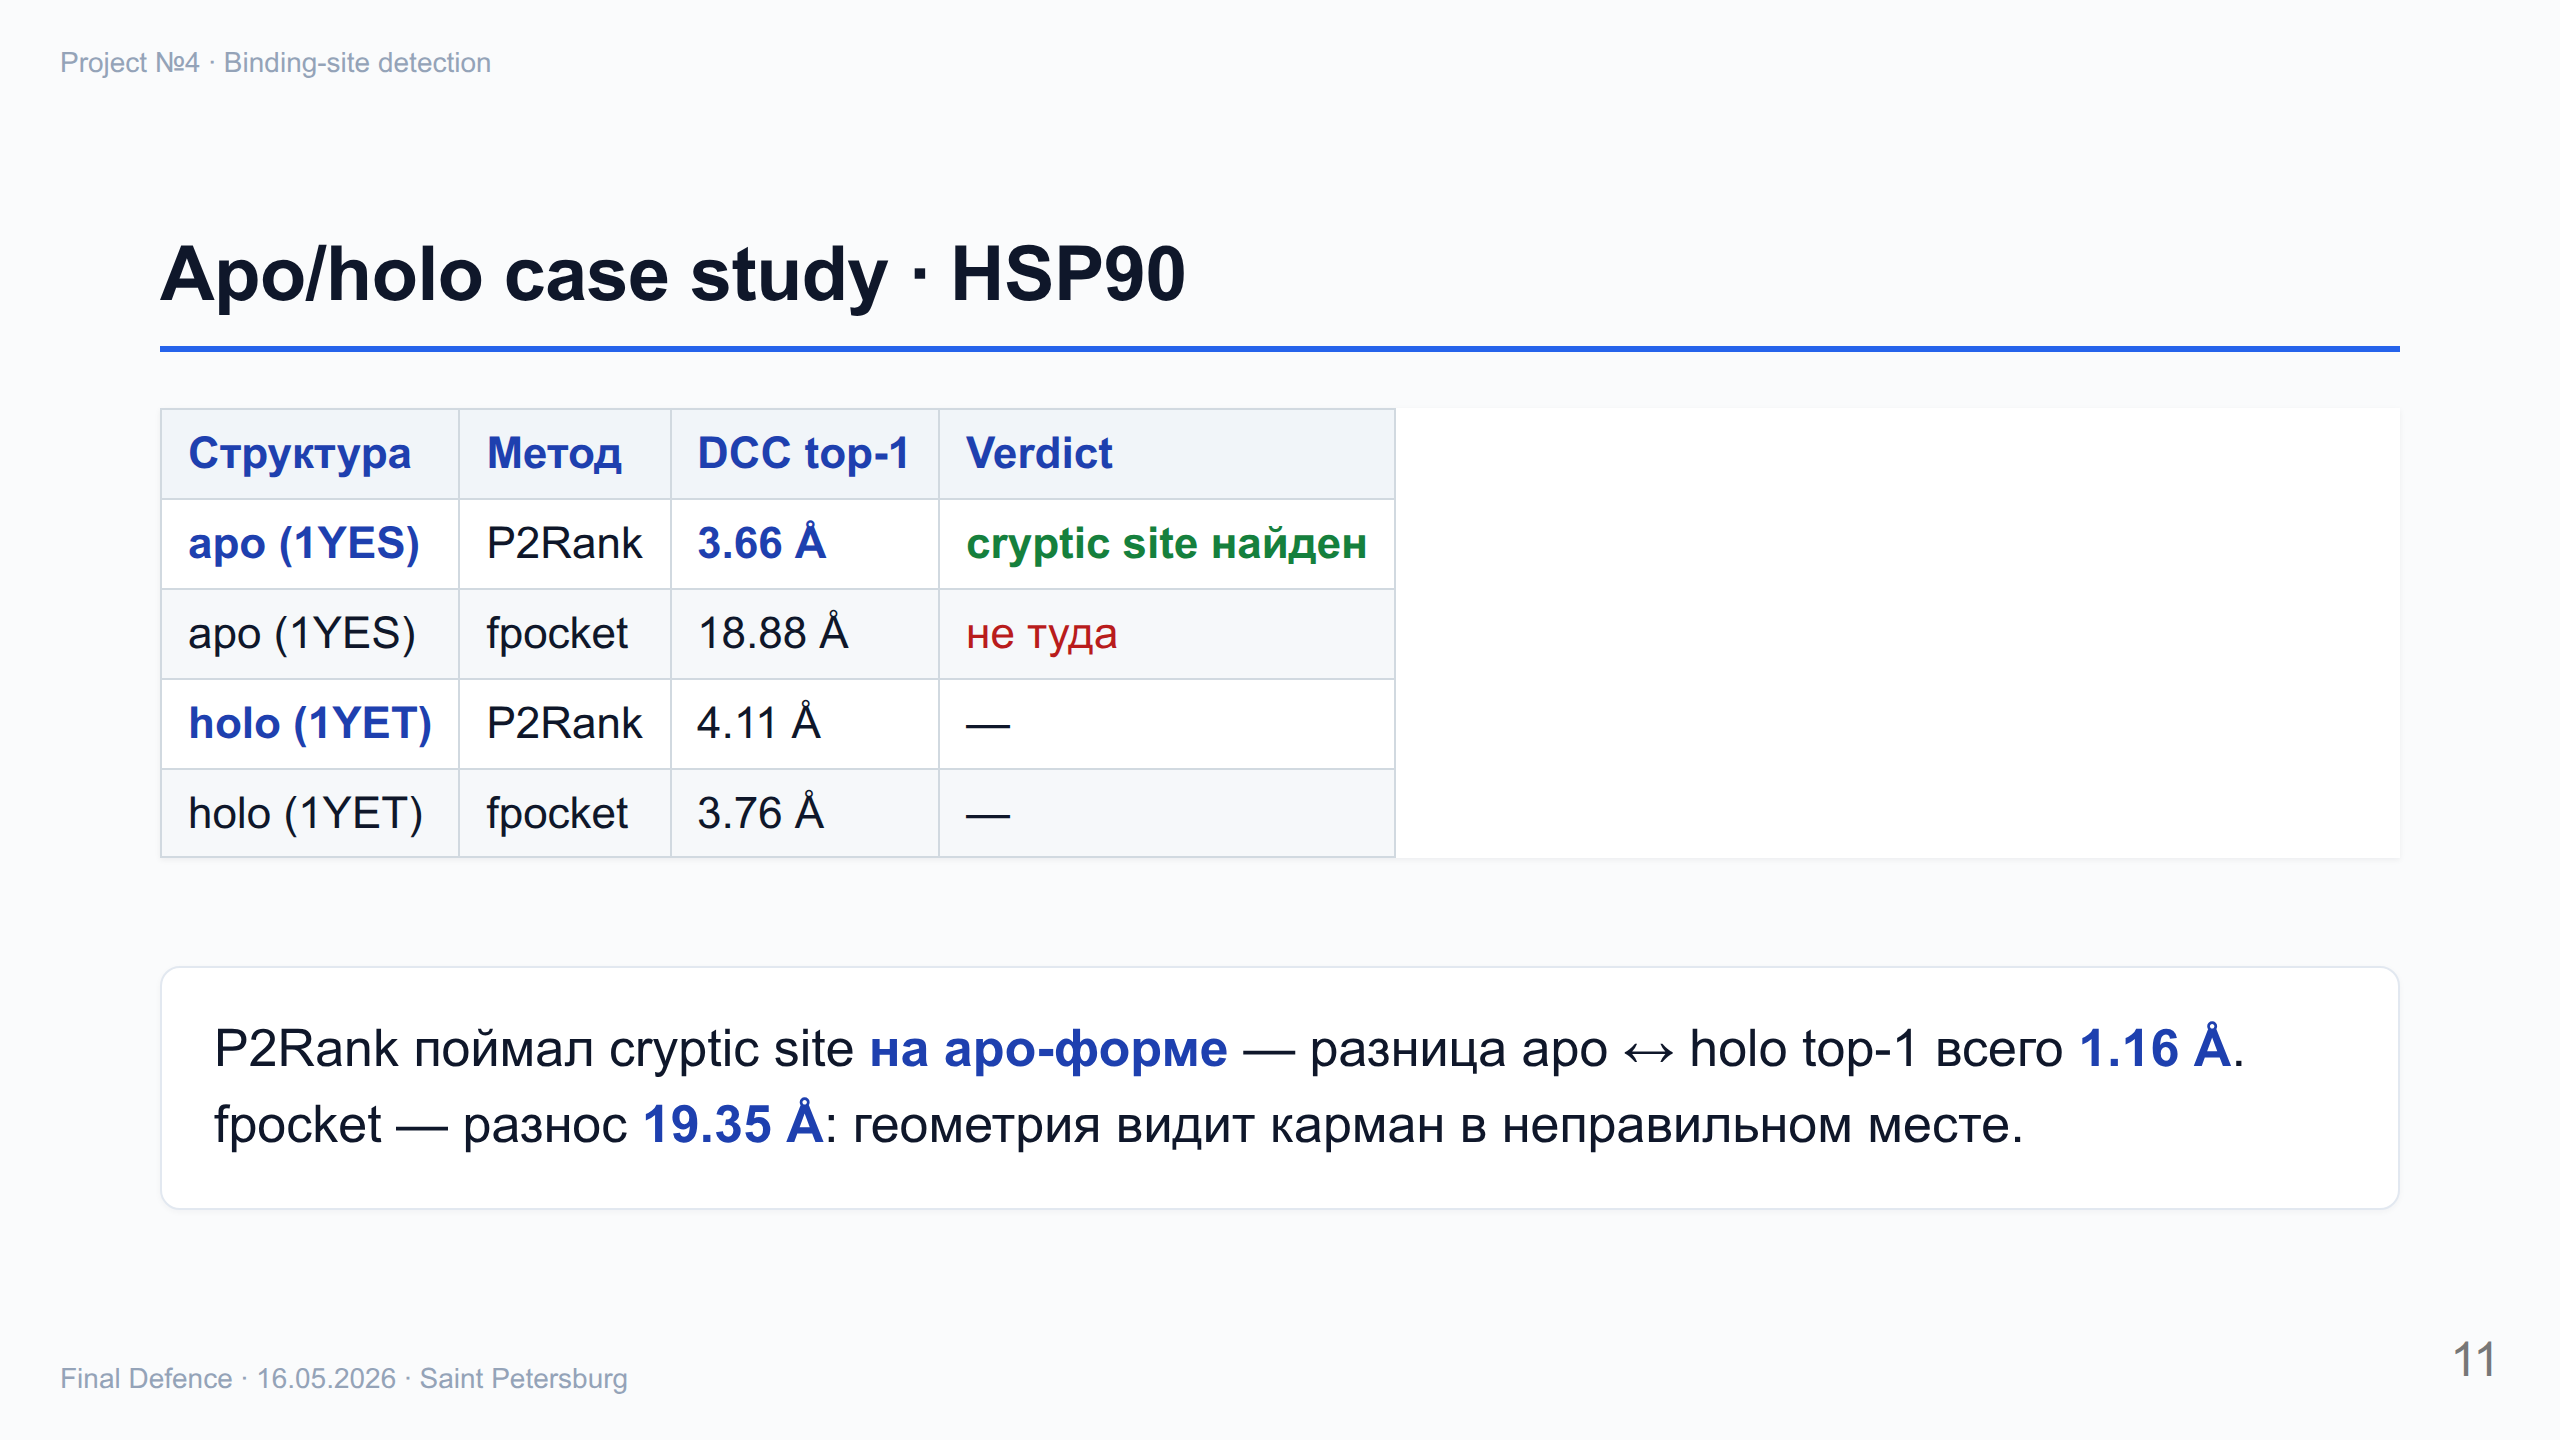 Project №4 · Binding-site detection
Apo/holo case study · HSP90
Структура Метод DCC top-1 Verdict
apo (1YES) P2Rank 3.66 Å cryptic site найден
apo (1YES) fpocket 18.88 Å не туда
holo (1YET) P2Rank 4.11 Å —
holo (1YET) fpocket 3.76 Å —
P2Rank поймал cryptic site на apo-форме — разница apo ↔ holo top-1 всего 1.16 Å.
fpocket — разнос 19.35 Å: геометрия видит карман в неправильном месте.
Final Defence · 16.05.2026 · Saint Petersburg
11